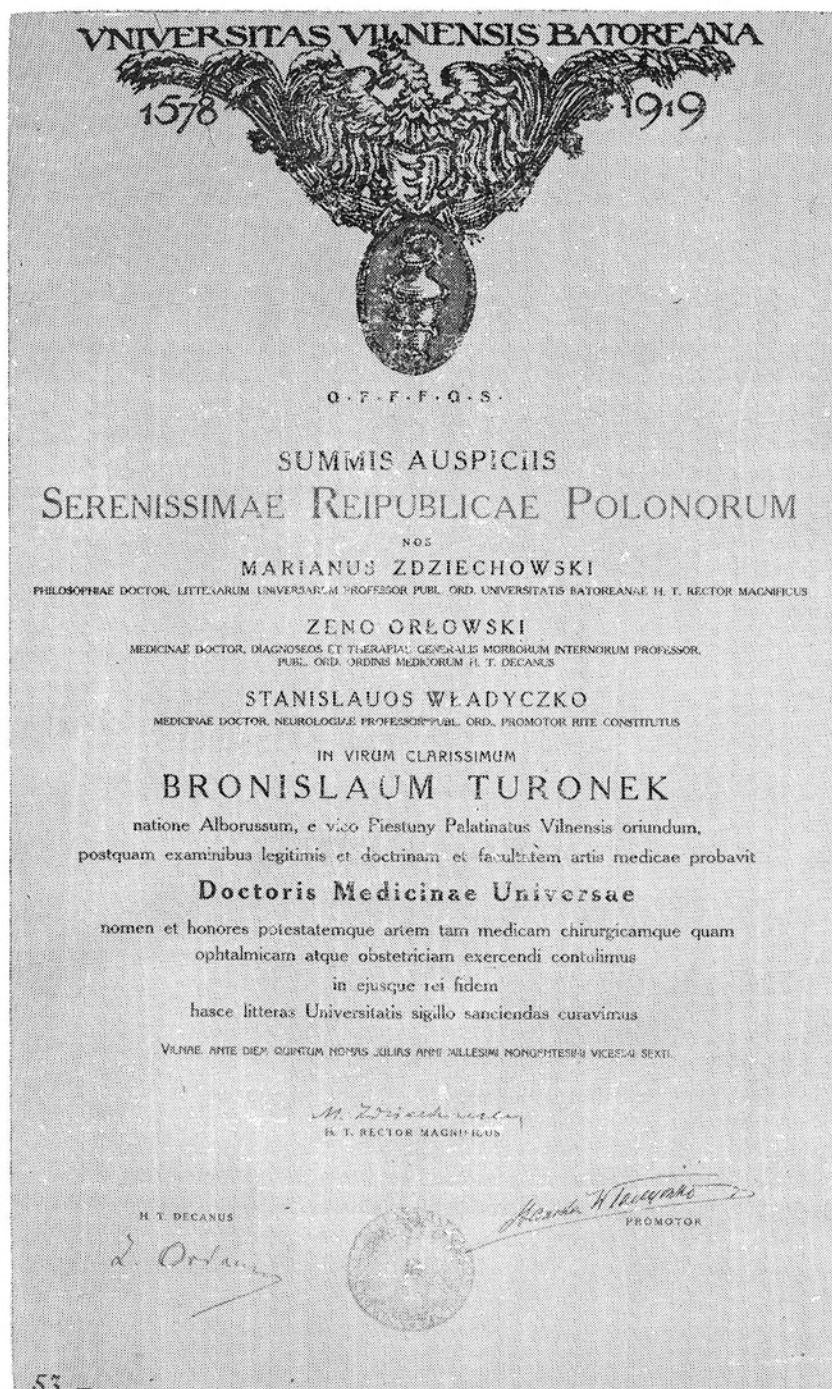 VNIVERSITAS VILNENSIS BATOREANA
1578 1919
Q · F · F · F · Q · S ·
SUMMIS AUSPICIIS
SERENISSIMAE REIPUBLICAE POLONORUM
NOS
MARIANUS ZDZIECHOWSKI
PHILOSOPHIAE DOCTOR, LITTERARUM UNIVERSARUM PROFESSOR PUBL. ORD. UNIVERSITATIS BATOREANAE H. T. RECTOR MAGNIFICUS
ZENO ORŁOWSKI
MEDICINAE DOCTOR, DIAGNOSEOS ET THERAPIAE GENERALIS MORBORUM INTERNORUM PROFESSOR,
PUBL. ORD. ORDINIS MEDICORUM H. T. DECANUS
STANISLAUOS WŁADYCZKO
MEDICINAE DOCTOR, NEUROLOGIAE PROFESSOR PUBL. ORD., PROMOTOR RITE CONSTITUTUS
IN VIRUM CLARISSIMUM
BRONISLAUM TURONEK
natione Alborussum, e vico Piestuny Palatinatus Vilnensis oriundum,
postquam examinibus legitimis et doctrinam et facultatem artis medicae probavit
Doctoris Medicinae Universae
nomen et honores potestatemque artem tam medicam chirurgicamque quam
ophtalmicam atque obstetriciam exercendi contulimus
in ejusque rei fidem
hasce litteras Universitatis sigillo sanciendas curavimus
VILNAE, ANTE DIEM QUINTUM NONAS JULIAS ANNI MILLESIMI NONGENTESIMI VICESIMI SEXTI.
M. Zdziechowski
H. T. RECTOR MAGNIFICUS
H. T. DECANUS
PROMOTOR
53